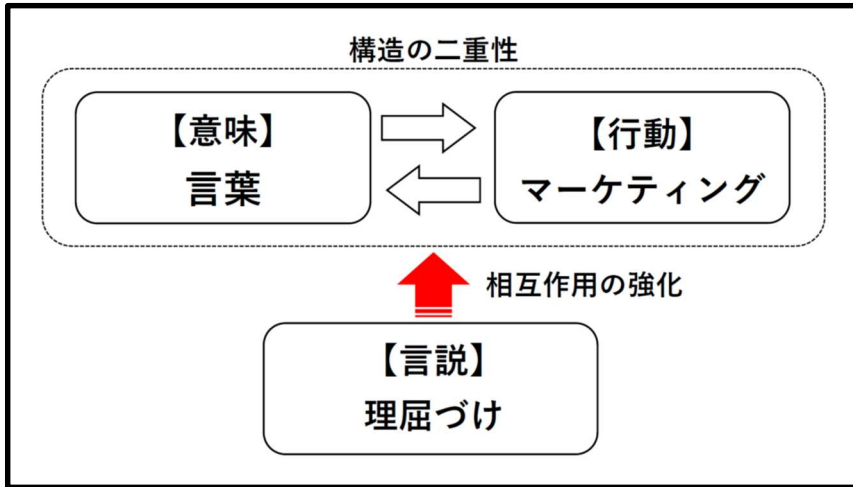 構造の二重性
【意味】
言葉
【行動】
マーケティング
相互作用の強化
【言説】
理屈づけ